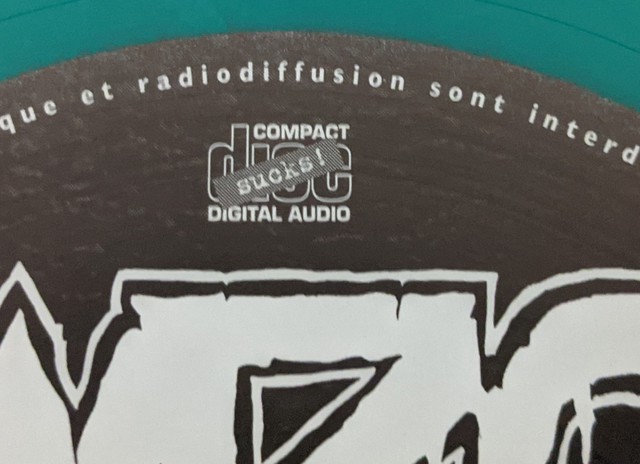 que et radiodiffusion sont interd
COMPACT
disc
sucks!
DIGITAL AUDIO